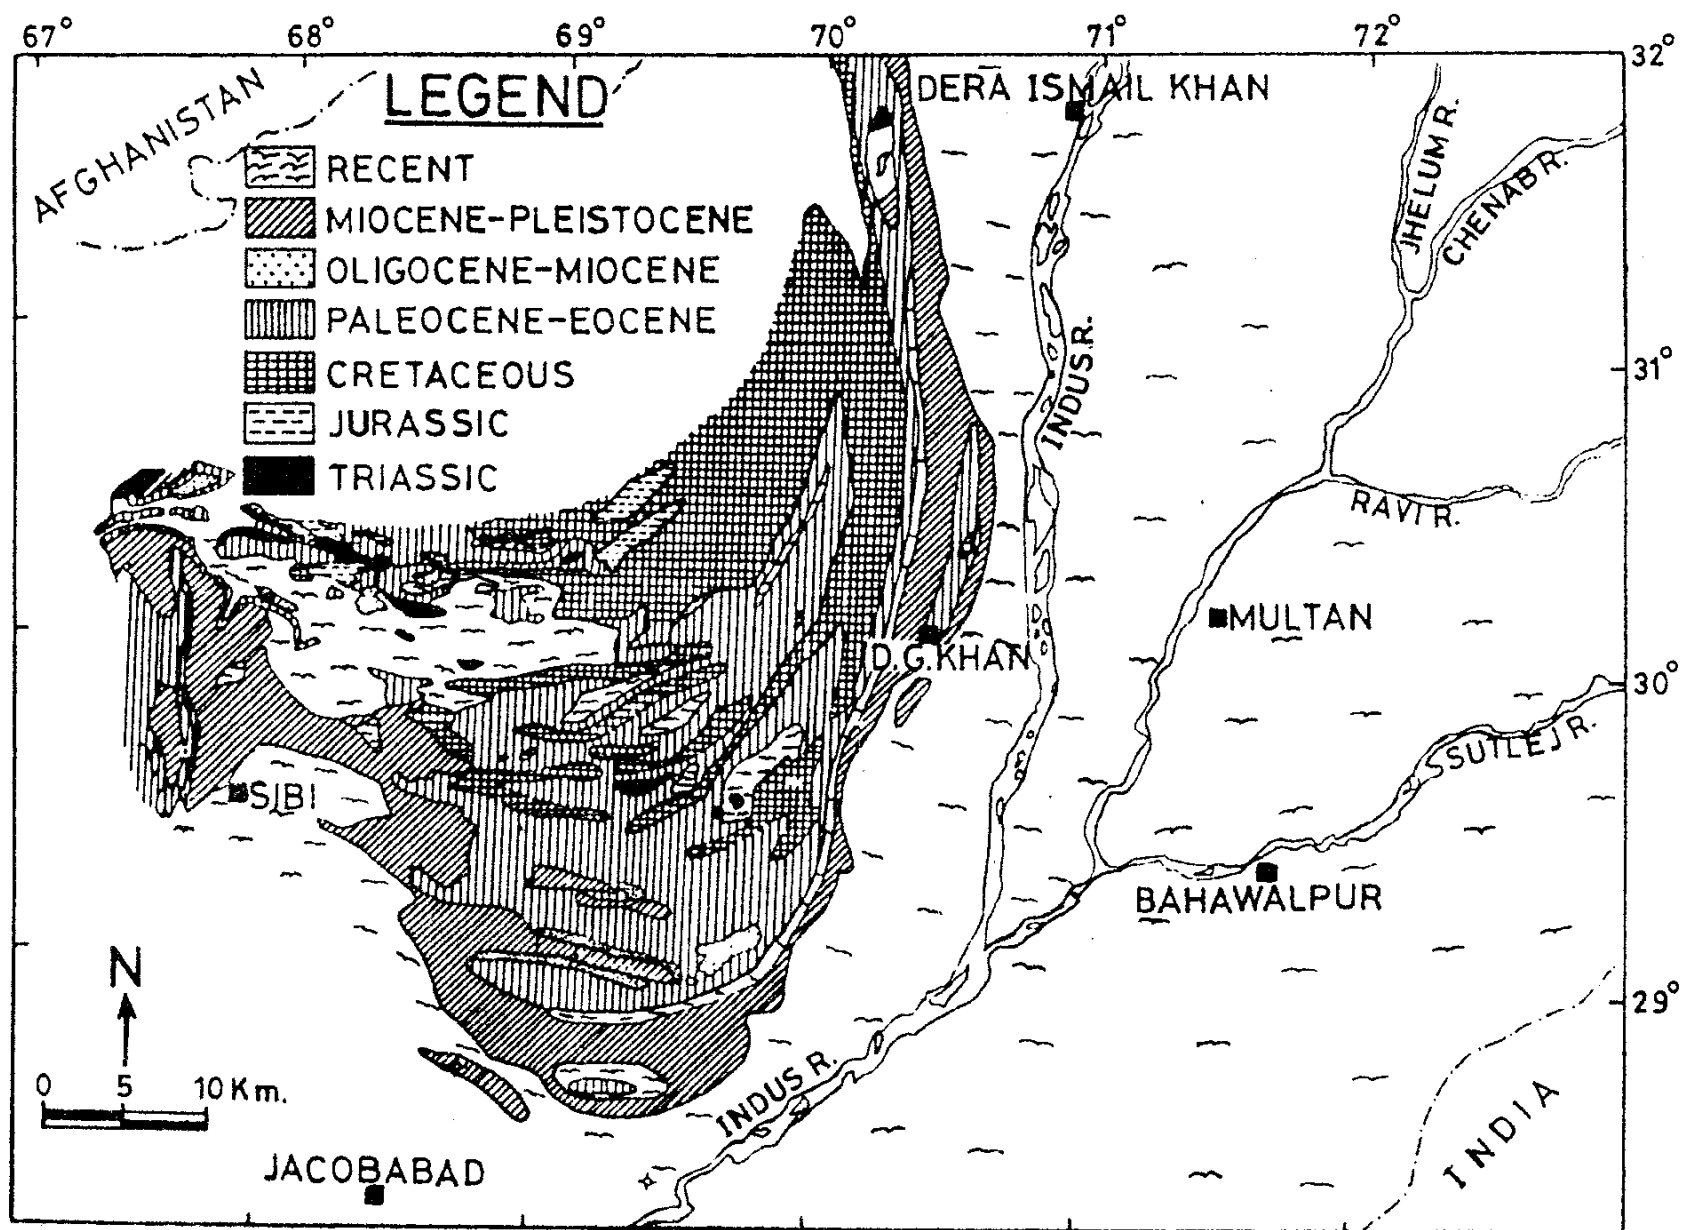 67° 68° 69° 70° 71° 72°
32°
31°
30°
29°
AFGHANISTAN
LEGEND
RECENT
MIOCENE-PLEISTOCENE
OLIGOCENE-MIOCENE
PALEOCENE-EOCENE
CRETACEOUS
JURASSIC
TRIASSIC
DERA ISMAIL KHAN
JHELUM R.
CHENAB R.
INDUS R.
RAVI R.
MULTAN
D.G.KHAN
SUTLEJ R.
SIBI
BAHAWALPUR
N
0 5 10 Km.
INDUS R.
JACOBABAD
INDIA